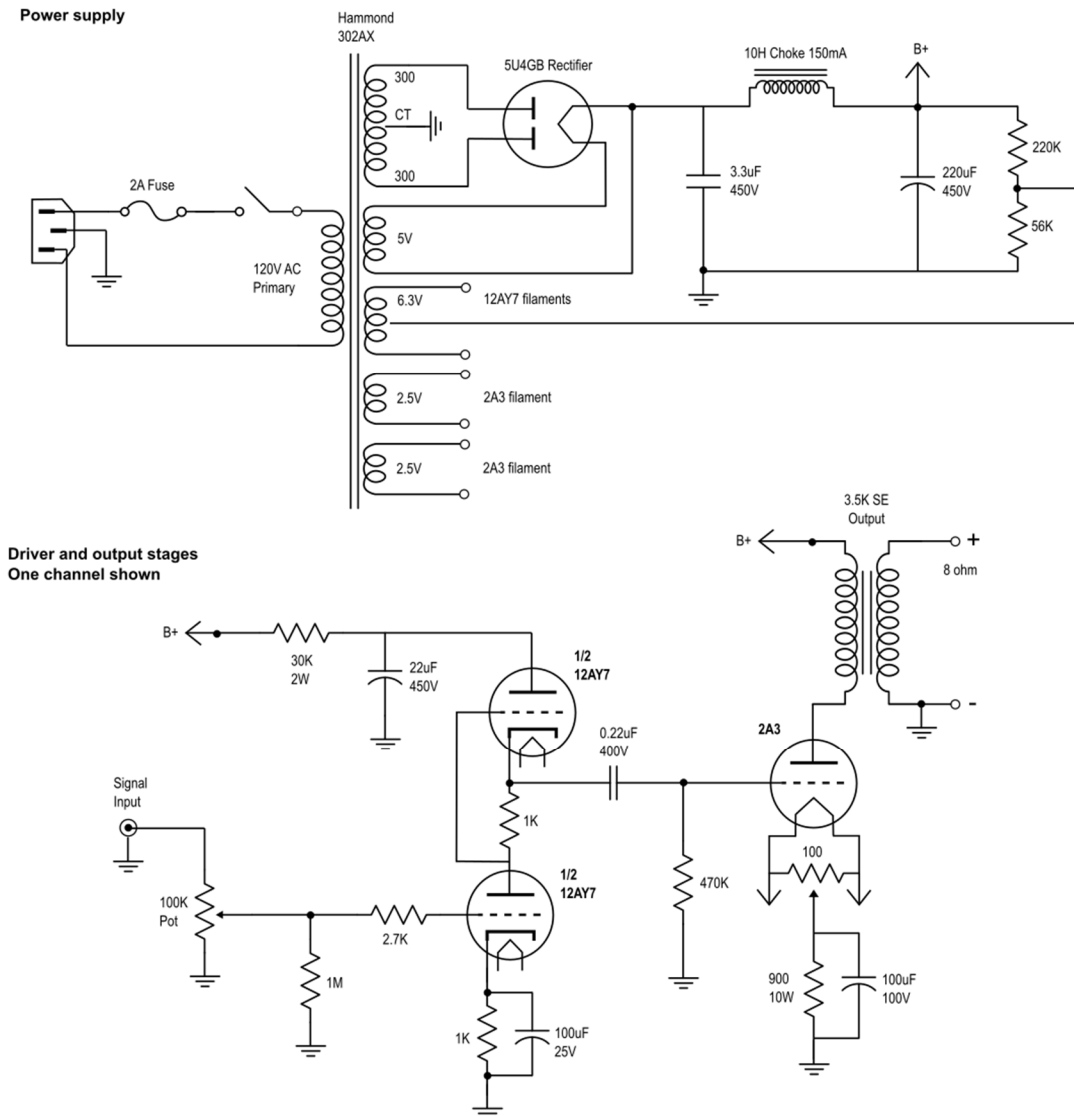 Power supply
Hammond
302AX
300
CT
300
5U4GB Rectifier
10H Choke 150mA
B+
2A Fuse
3.3uF
450V
220uF
450V
220K
56K
120V AC
Primary
5V
6.3V
12AY7 filaments
2.5V
2A3 filament
2.5V
2A3 filament
3.5K SE
Output
B+
+
8 ohm
-
Driver and output stages
One channel shown
B+
30K
2W
22uF
450V
1/2
12AY7
0.22uF
400V
2A3
Signal
Input
1K
100
1/2
12AY7
100K
Pot
2.7K
470K
1M
900
10W
100uF
100V
1K
100uF
25V